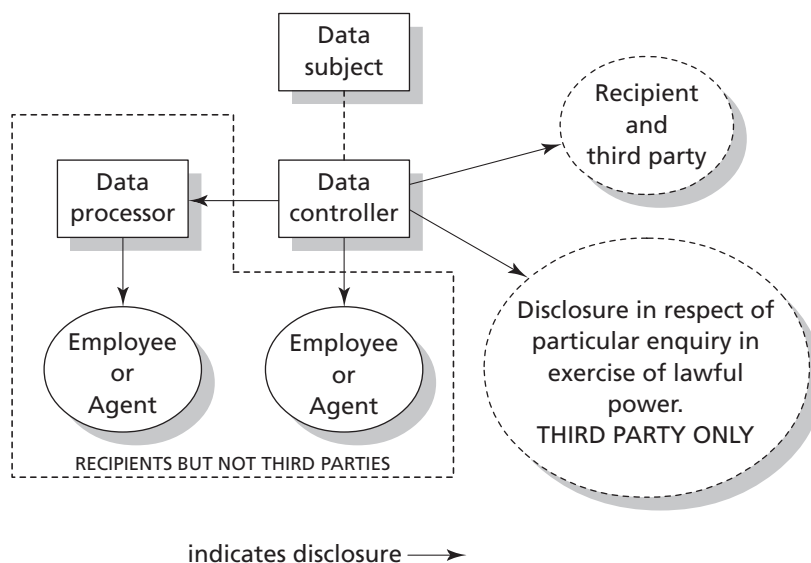 Data
subject
Recipient
and
third party
Data
processor
Data
controller
Employee
or
Agent
Employee
or
Agent
Disclosure in respect of
particular enquiry in
exercise of lawful
power.
THIRD PARTY ONLY
RECIPIENTS BUT NOT THIRD PARTIES
indicates disclosure